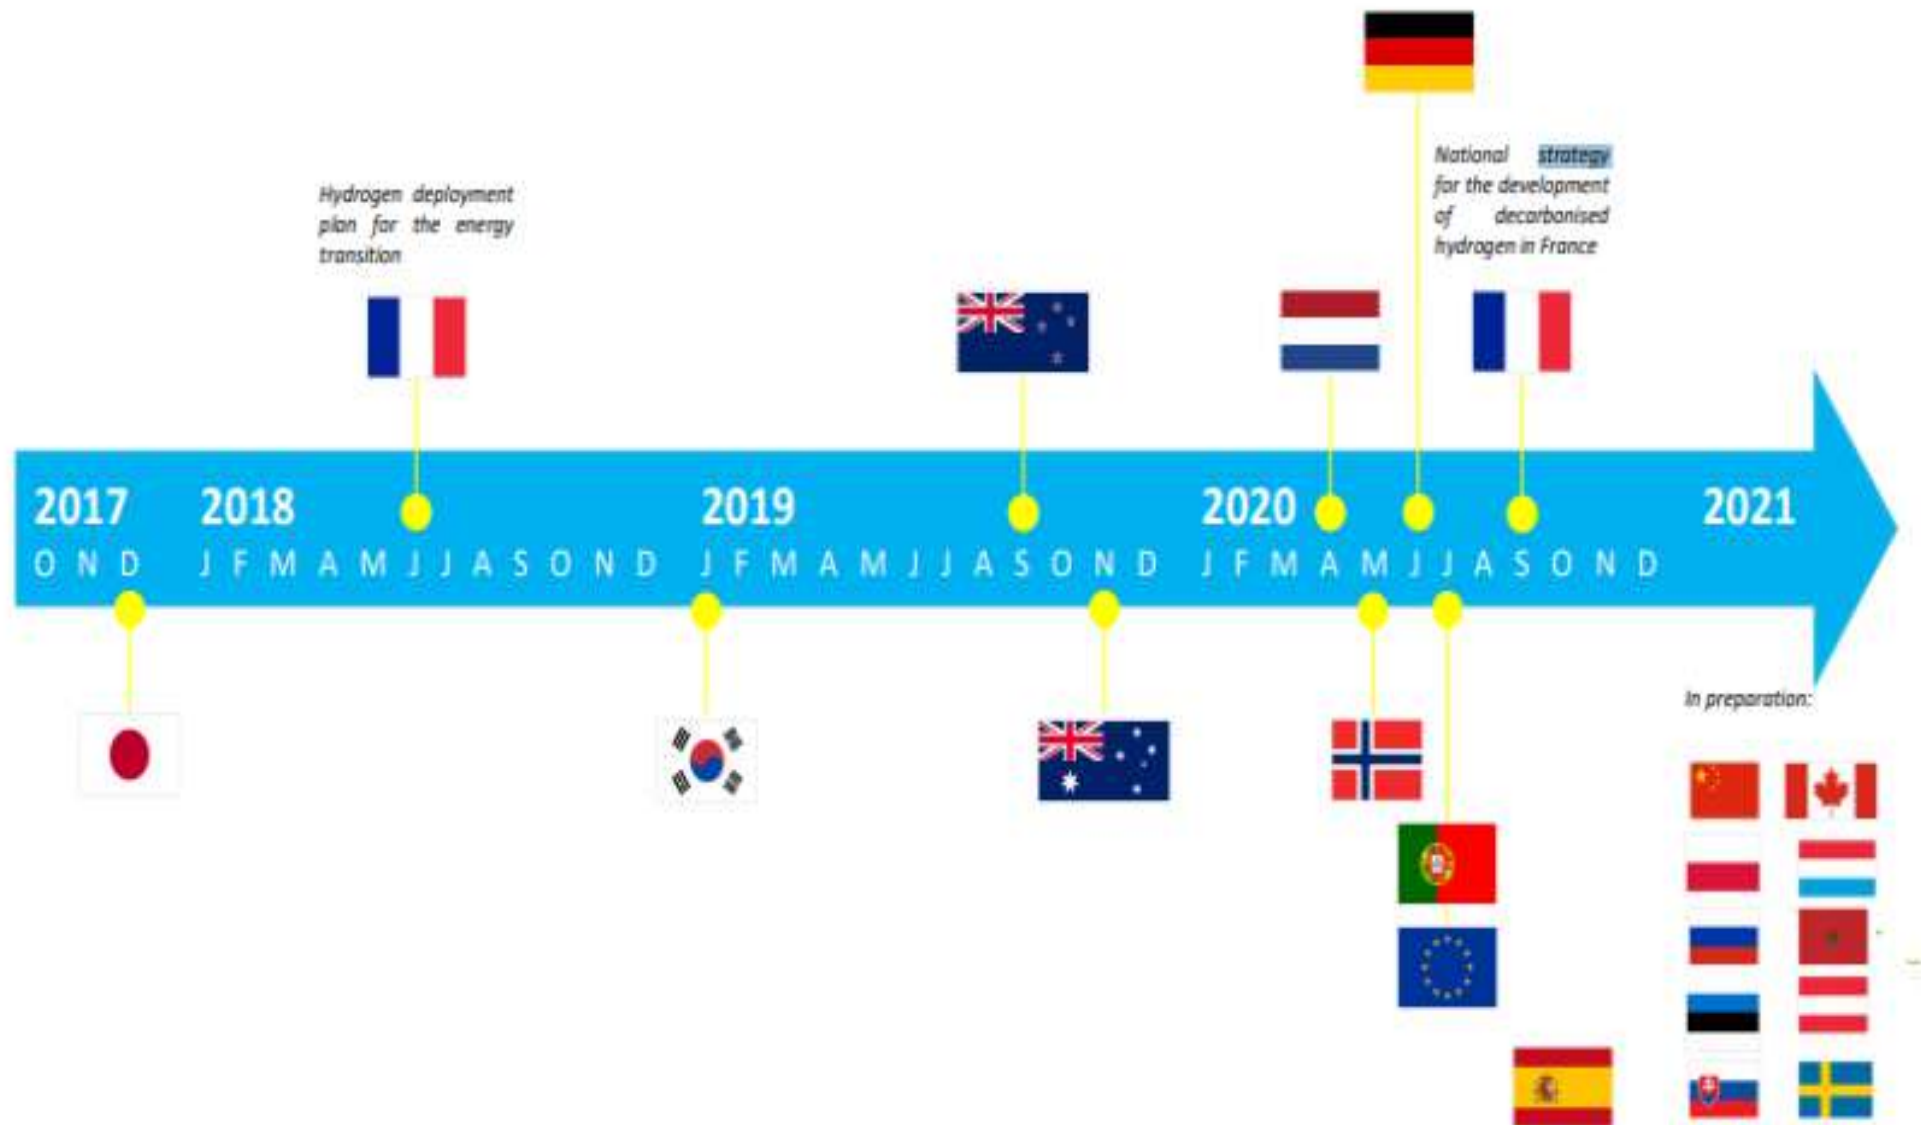 Hydrogen deployment
plan for the energy
transition
National strategy
for the development
of decarbonised
hydrogen in France
2017 2018 2019 2020 2021
O N D J F M A M J J A S O N D J F M A M J J A S O N D J F M A M J J A S O N D
In preparation: